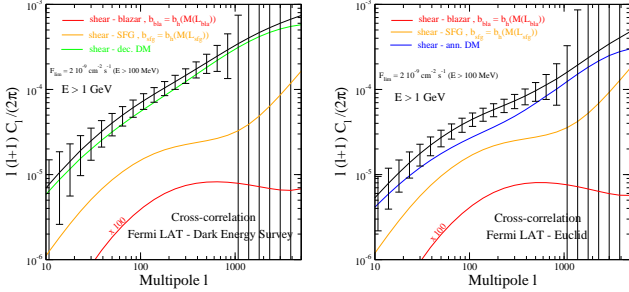 shear - blazar, b_bla = b_h(M(L_bla))
shear - SFG , b_sfg = b_h(M(L_sfg))
shear - dec. DM
F_lim = 2 10^-9 cm^-2 s^-1 (E > 100 MeV)
E > 1 GeV
x 100
Cross-correlation
Fermi LAT - Dark Energy Survey
l (l+1) C_l /(2π)
10^-3
10^-4
10^-5
10^-6
10 100 1000
Multipole l
shear - blazar, b_bla = b_h(M(L_bla))
shear - SFG , b_sfg = b_h(M(L_sfg))
shear - ann. DM
F_lim = 2 10^-9 cm^-2 s^-1 (E > 100 MeV)
E > 1 GeV
x 100
Cross-correlation
Fermi LAT - Euclid
l (l+1) C_l /(2π)
10^-3
10^-4
10^-5
10^-6
10 100 1000
Multipole l